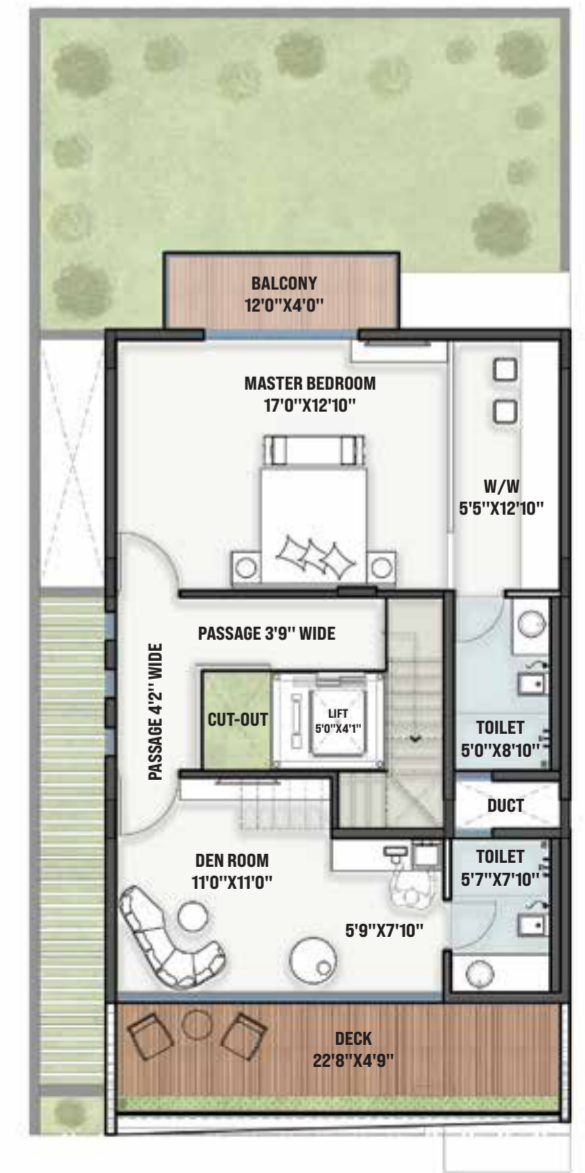 BALCONY
12'0"X4'0"
MASTER BEDROOM
17'0"X12'10"
W/W
5'5"X12'10"
PASSAGE 3'9" WIDE
PASSAGE 4'2" WIDE
CUT-OUT
LIFT
5'0"X4'1"
TOILET
5'0"X8'10"
DUCT
TOILET
5'7"X7'10"
DEN ROOM
11'0"X11'0"
5'9"X7'10"
DECK
22'8"X4'9"